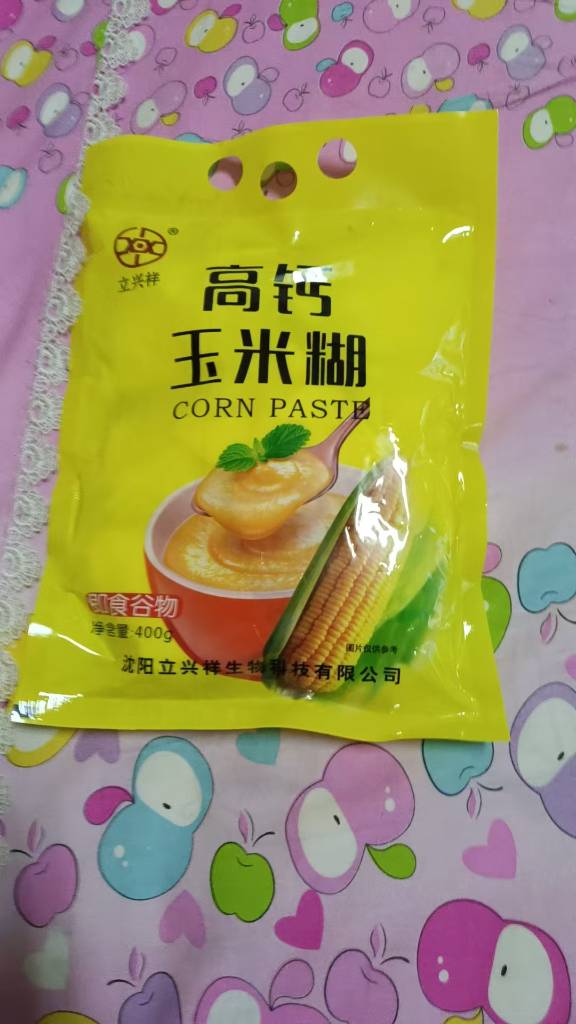 ®
立兴祥
高钙
玉米糊
CORN PASTE
即食谷物
净含量:400g
图片仅供参考
沈阳立兴祥生物科技有限公司